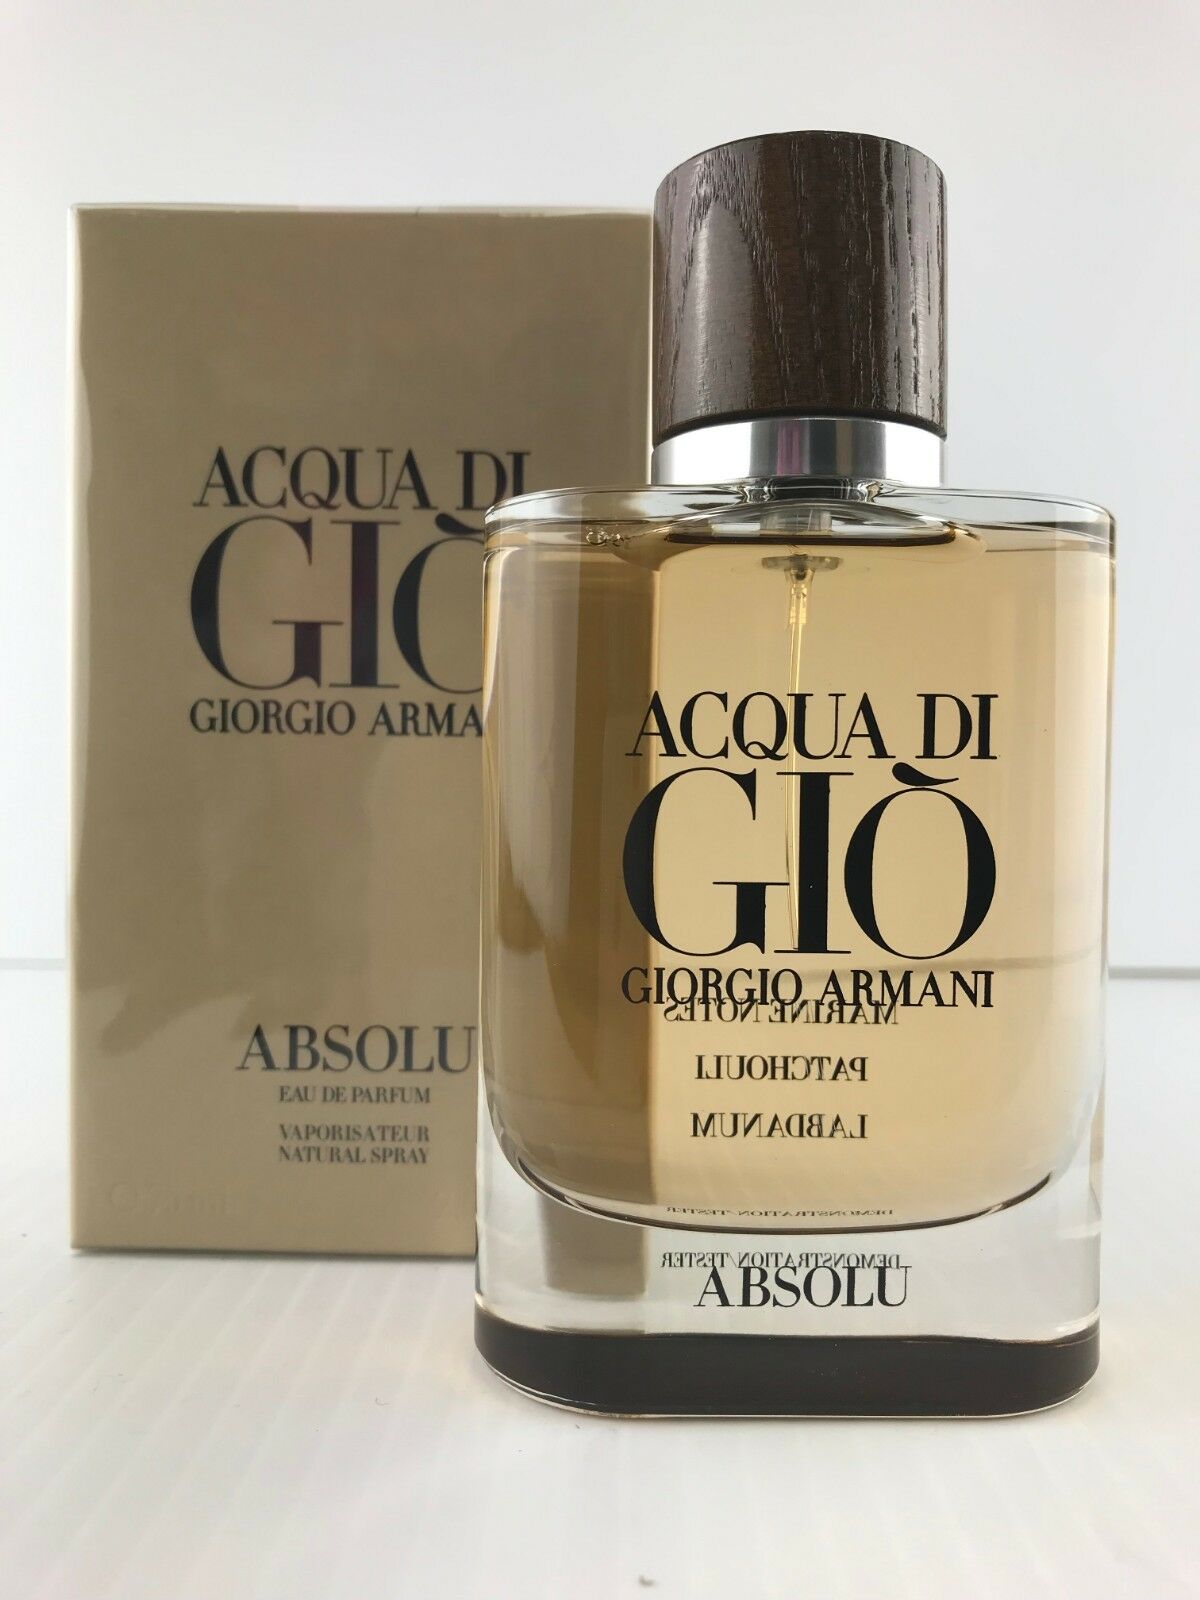 ACQUA DI
GIÒ
GIORGIO ARMA
ABSOLU
EAU DE PARFUM
VAPORISATEUR
NATURAL SPRAY
ACQUA DI
GIÒ
GIORGIO ARMANI
MARINE NOTES
PATCHOULI
LABDANUM
DEMONSTRATION/TESTER
DEMONSTRATION/TESTER
ABSOLU